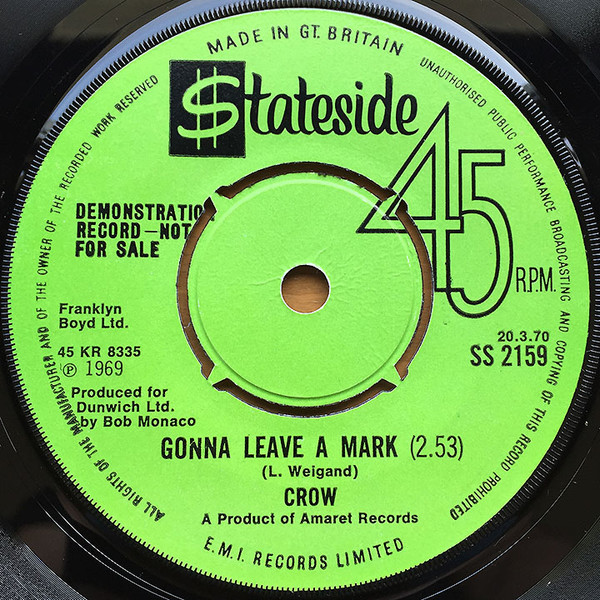 MADE IN GT. BRITAIN
$tateside
45
R.P.M.
DEMONSTRATIO
RECORD—NOT
FOR SALE
Franklyn
Boyd Ltd.
45 KR 8335
Ⓟ 1969
Produced for
Dunwich Ltd.
by Bob Monaco
20.3.70
SS 2159
GONNA LEAVE A MARK (2.53)
(L. Weigand)
CROW
A Product of Amaret Records
E.M.I. RECORDS LIMITED
ALL RIGHTS OF THE MANUFACTURER AND OF THE OWNER OF THE RECORDED WORK RESERVED
UNAUTHORISED PUBLIC PERFORMANCE BROADCASTING AND COPYING OF THIS RECORD PROHIBITED